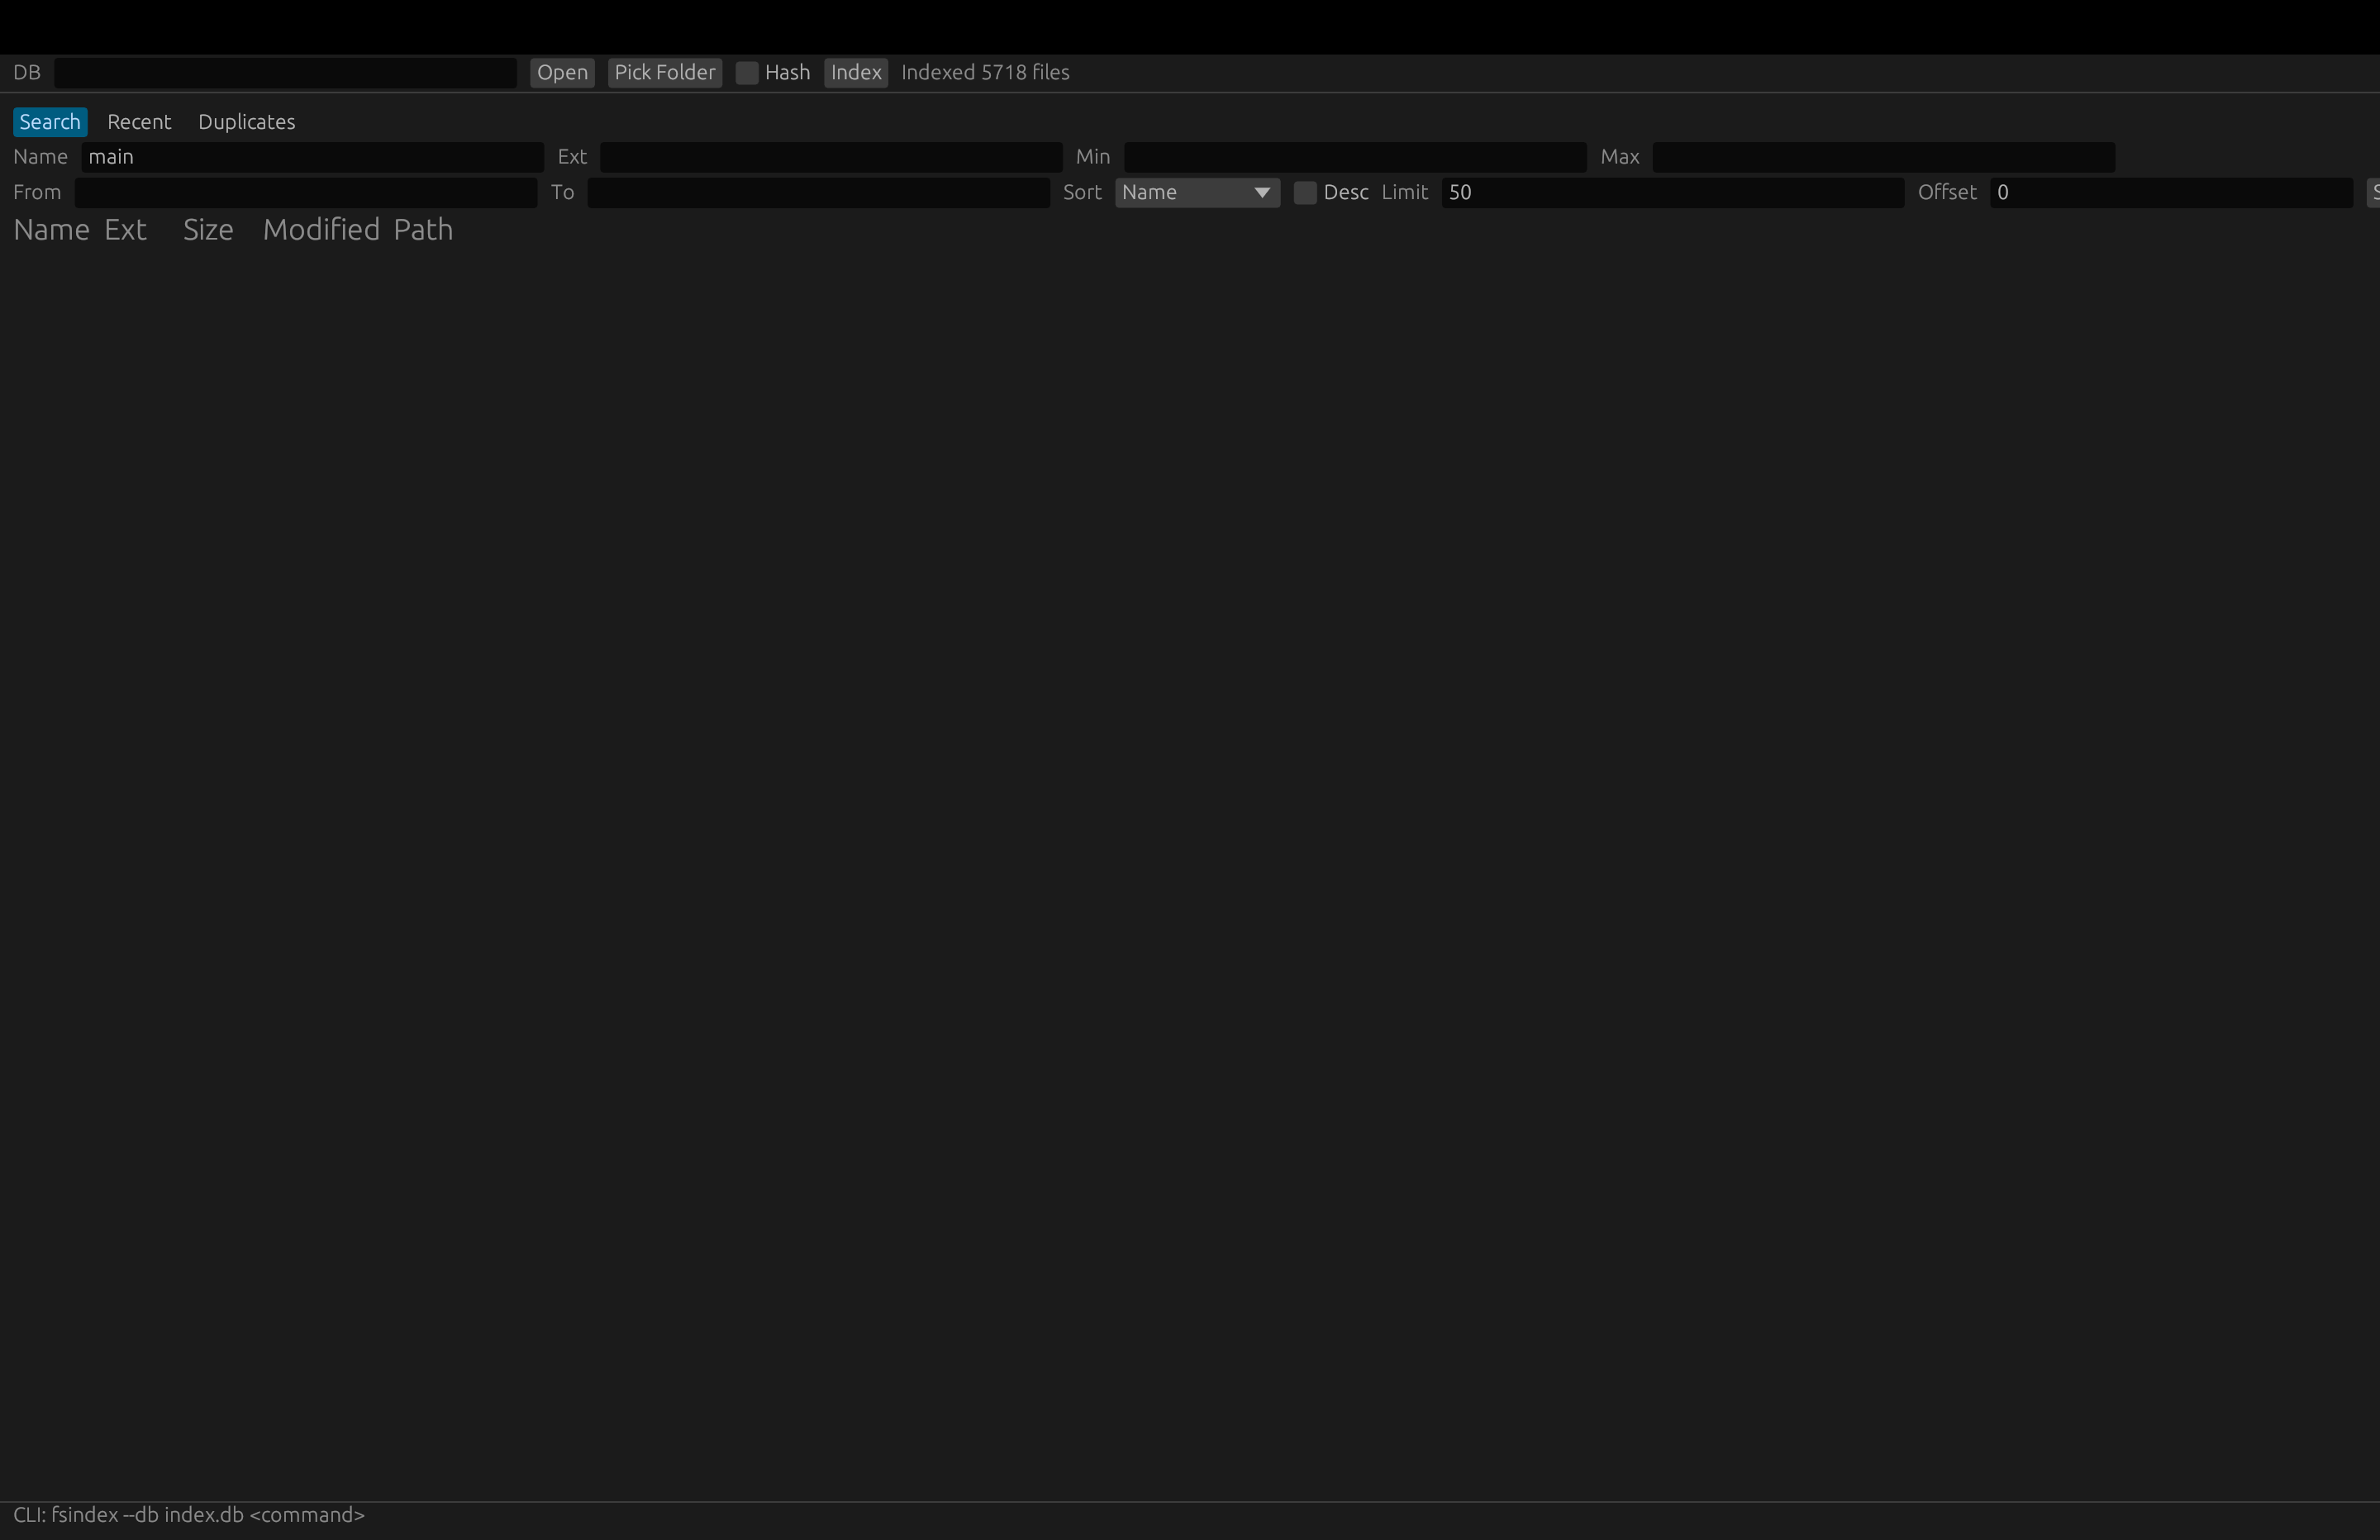 DB Open Pick Folder Hash Index Indexed 5718 files
Search Recent Duplicates
Name main Ext Min Max
From To Sort Name Desc Limit 50 Offset 0
Name Ext Size Modified Path
CLI: fsindex --db index.db <command>